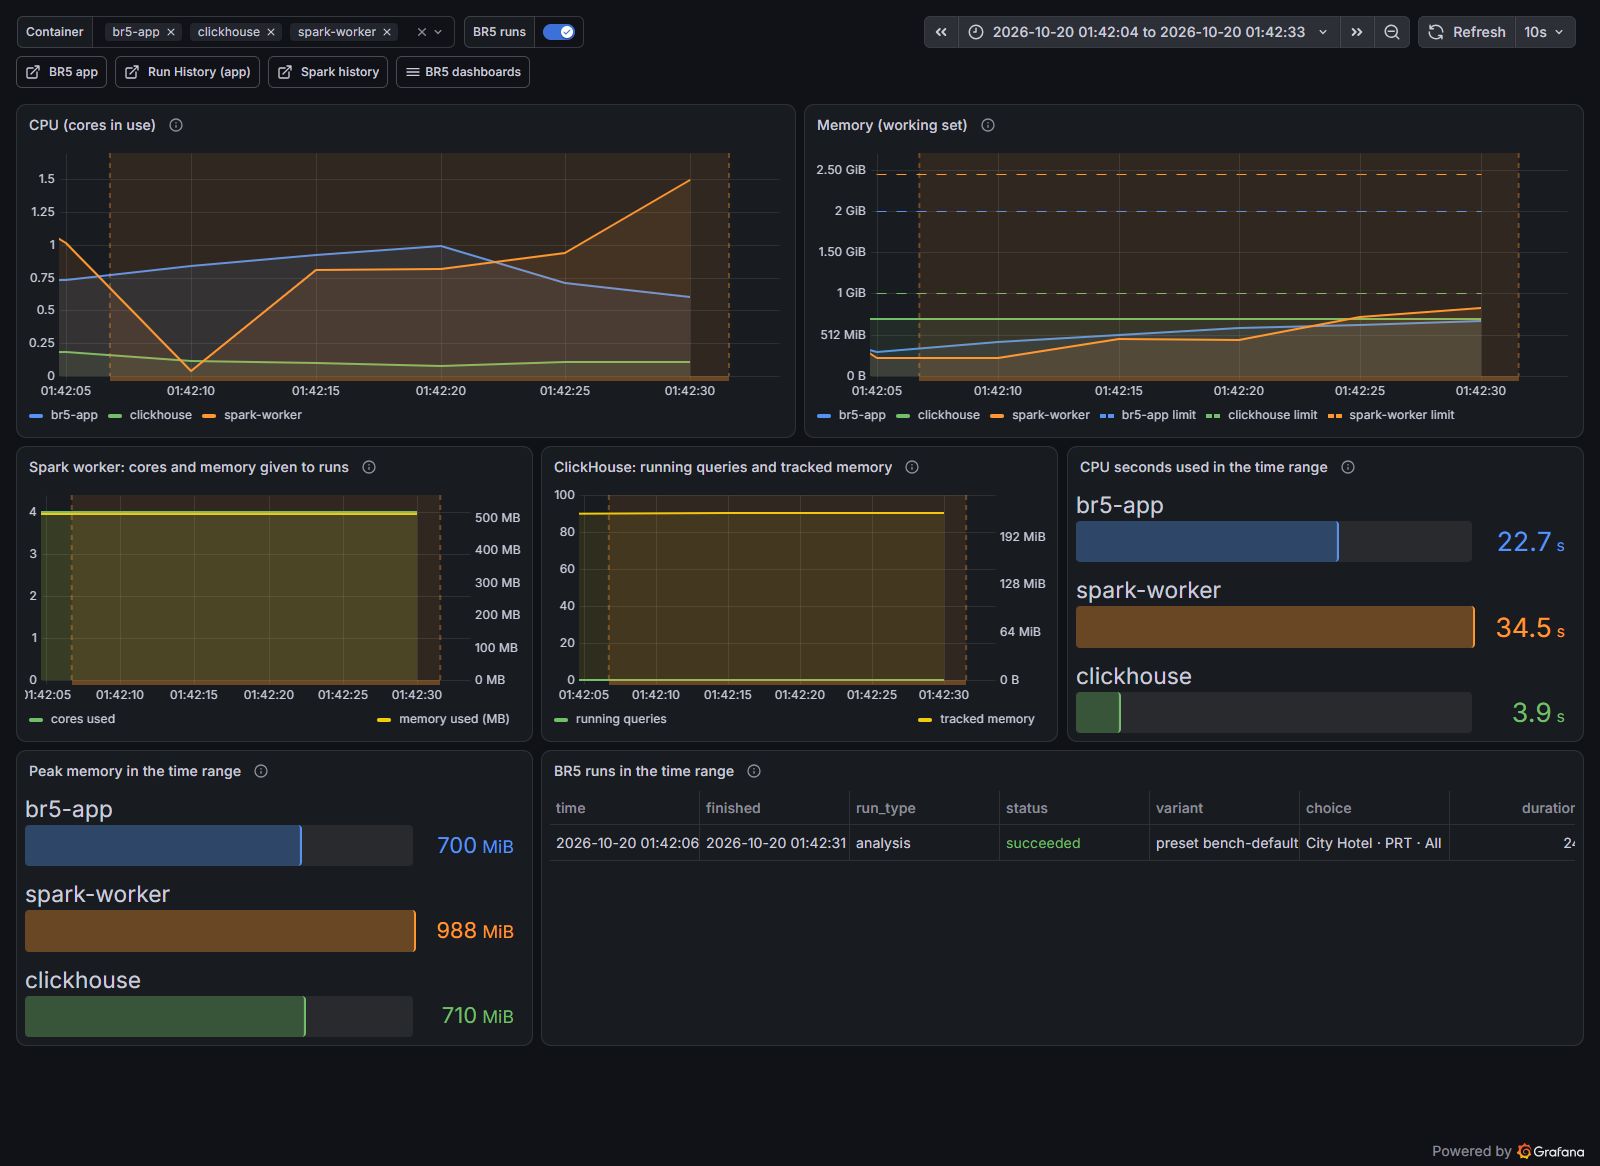 Container br5-app clickhouse spark-worker BR5 runs 2026-10-20 01:42:04 to 2026-10-20 01:42:33 Refresh 10s
BR5 app Run History (app) Spark history BR5 dashboards
CPU (cores in use)
1.5
1.25
1
0.75
0.5
0.25
0
01:42:05 01:42:10 01:42:15 01:42:20 01:42:25 01:42:30
br5-app clickhouse spark-worker
Memory (working set)
2.50 GiB
2 GiB
1.50 GiB
1 GiB
512 MiB
0 B
01:42:05 01:42:10 01:42:15 01:42:20 01:42:25 01:42:30
br5-app clickhouse spark-worker br5-app limit clickhouse limit spark-worker limit
Spark worker: cores and memory given to runs
4
3
2
1
0
500 MB
400 MB
300 MB
200 MB
100 MB
0 MB
01:42:05 01:42:10 01:42:15 01:42:20 01:42:25 01:42:30
cores used memory used (MB)
ClickHouse: running queries and tracked memory
100
80
60
40
20
0
192 MiB
128 MiB
64 MiB
0 B
01:42:05 01:42:10 01:42:15 01:42:20 01:42:25 01:42:30
running queries tracked memory
CPU seconds used in the time range
br5-app
22.7 s
spark-worker
34.5 s
clickhouse
3.9 s
Peak memory in the time range
br5-app
700 MiB
spark-worker
988 MiB
clickhouse
710 MiB
BR5 runs in the time range
time finished run_type status variant choice duration
2026-10-20 01:42:06 2026-10-20 01:42:31 analysis succeeded preset bench-default City Hotel · PRT · All 24
Powered by Grafana